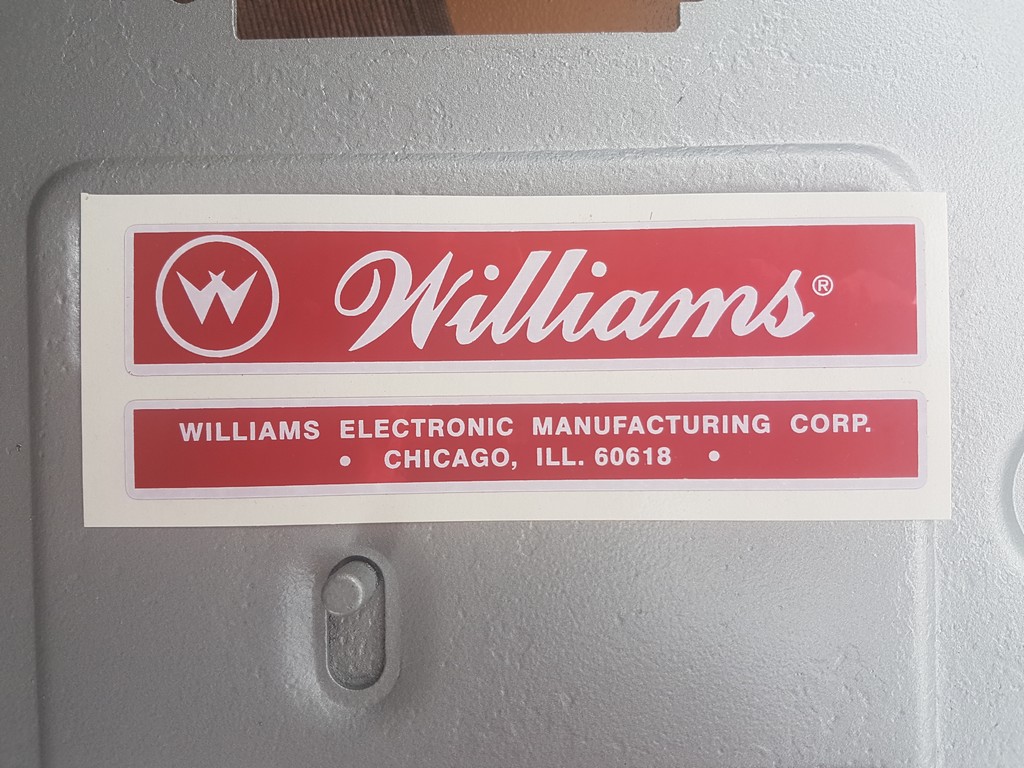 W Williams®
WILLIAMS ELECTRONIC MANUFACTURING CORP.
• CHICAGO, ILL. 60618 •